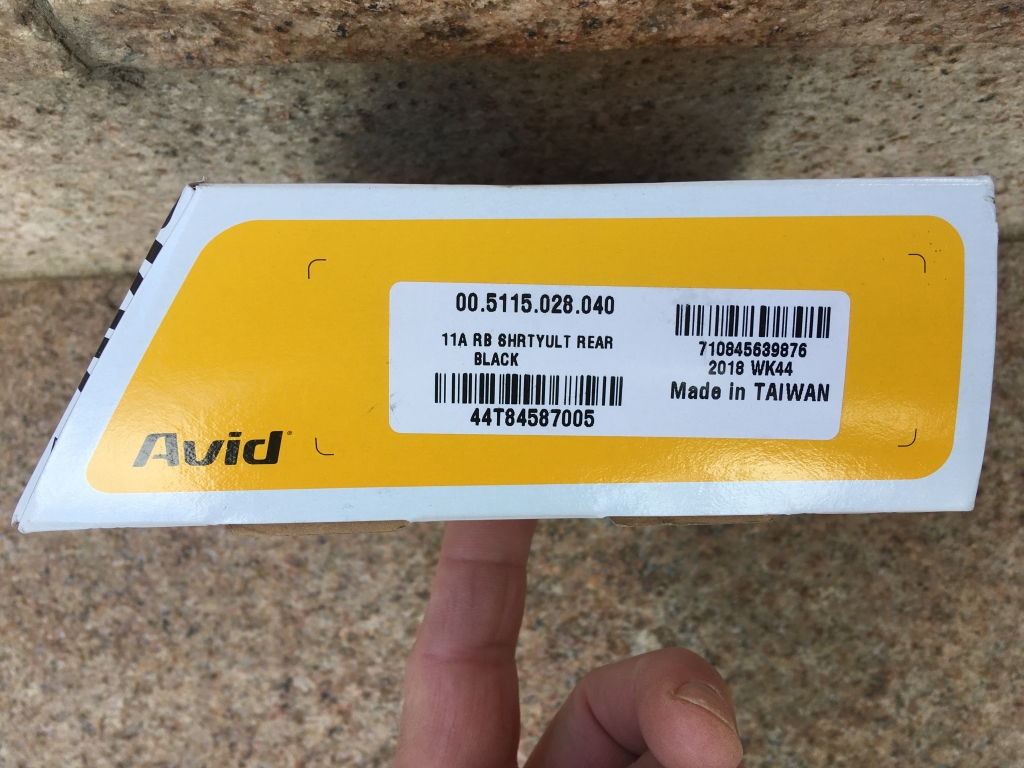 00.5115.028.040
11A RB SHRTYULT REAR
BLACK
44T84587005
710845639876
2018 WK44
Made in TAIWAN
Avid